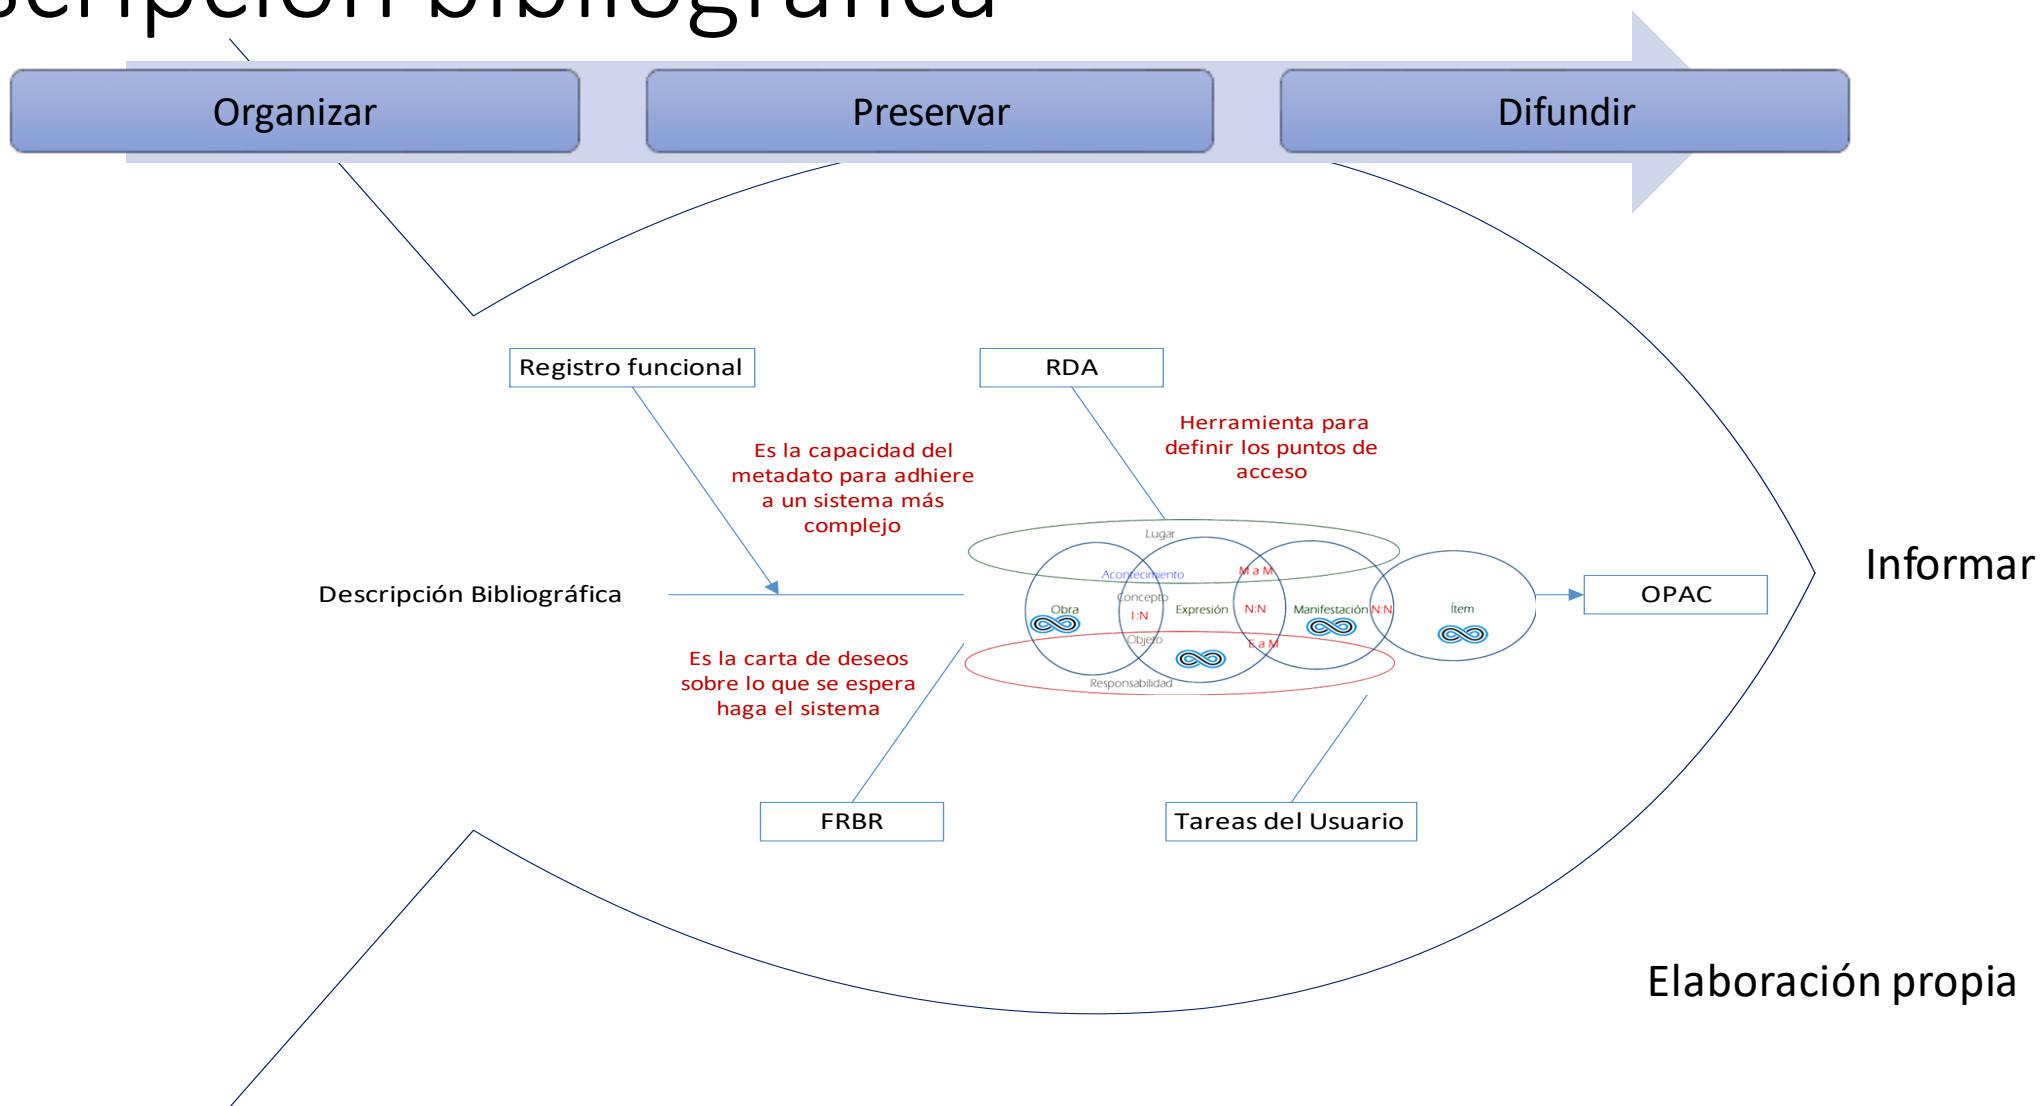 scripción bibliográfica
Organizar
Preservar
Difundir
Registro funcional
RDA
Herramienta para
definir los puntos de
acceso
Es la capacidad del
metadato para adhiere
a un sistema más
complejo
Lugar
Acontecimiento
M a M
Informar
Descripción Bibliográfica
Concepto
OPAC
Obra
1:N
Expresión
N:N
Manifestación
N:N
Ítem
Objeto
E a M
Es la carta de deseos
sobre lo que se espera
haga el sistema
Responsabilidad
FRBR
Tareas del Usuario
Elaboración propia